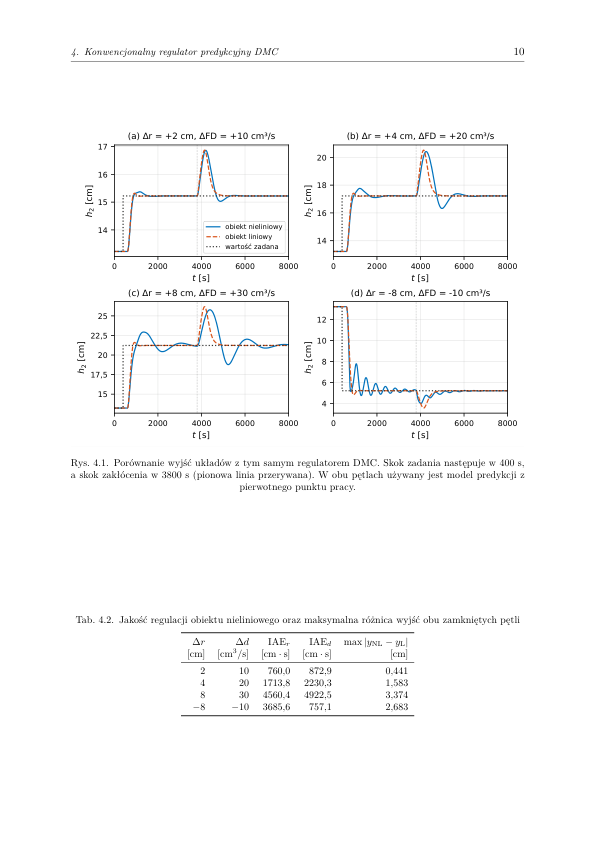 4. Konwencjonalny regulator predykcyjny DMC 10
(a) Δr = +2 cm, ΔFD = +10 cm³/s
17
16
15
14
h₂ [cm]
obiekt nieliniowy
obiekt liniowy
wartość zadana
0 2000 4000 6000 8000
t [s]
(b) Δr = +4 cm, ΔFD = +20 cm³/s
20
18
16
14
h₂ [cm]
0 2000 4000 6000 8000
t [s]
(c) Δr = +8 cm, ΔFD = +30 cm³/s
25
22,5
20
17,5
15
h₂ [cm]
0 2000 4000 6000 8000
t [s]
(d) Δr = -8 cm, ΔFD = -10 cm³/s
12
10
8
6
4
h₂ [cm]
0 2000 4000 6000 8000
t [s]
Rys. 4.1. Porównanie wyjść układów z tym samym regulatorem DMC. Skok zadania następuje w 400 s,
a skok zakłócenia w 3800 s (pionowa linia przerywana). W obu pętlach używany jest model predykcji z
pierwotnego punktu pracy.
Tab. 4.2. Jakość regulacji obiektu nieliniowego oraz maksymalna różnica wyjść obu zamkniętych pętli
Δr Δd IAEᵣ IAE_d max |y_NL − y_L|
[cm] [cm³/s] [cm · s] [cm · s] [cm]
2 10 760,0 872,9 0,441
4 20 1713,8 2230,3 1,583
8 30 4560,4 4922,5 3,374
−8 −10 3685,6 757,1 2,683